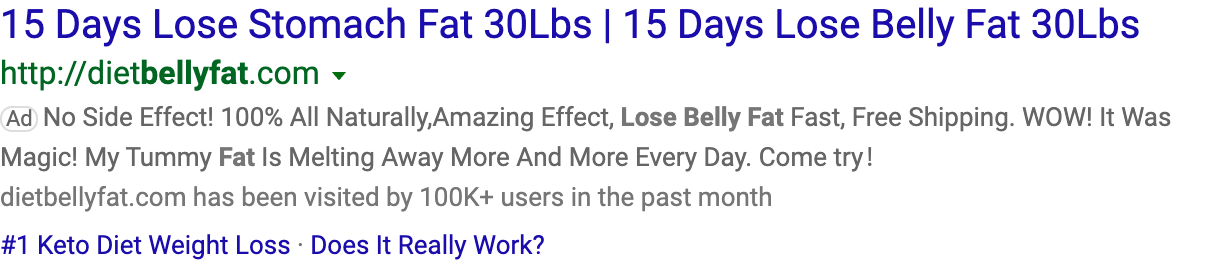 15 Days Lose Stomach Fat 30Lbs | 15 Days Lose Belly Fat 30Lbs
http://dietbellyfat.com
Ad No Side Effect! 100% All Naturally,Amazing Effect, Lose Belly Fat Fast, Free Shipping. WOW! It Was
Magic! My Tummy Fat Is Melting Away More And More Every Day. Come try!
dietbellyfat.com has been visited by 100K+ users in the past month
#1 Keto Diet Weight Loss · Does It Really Work?